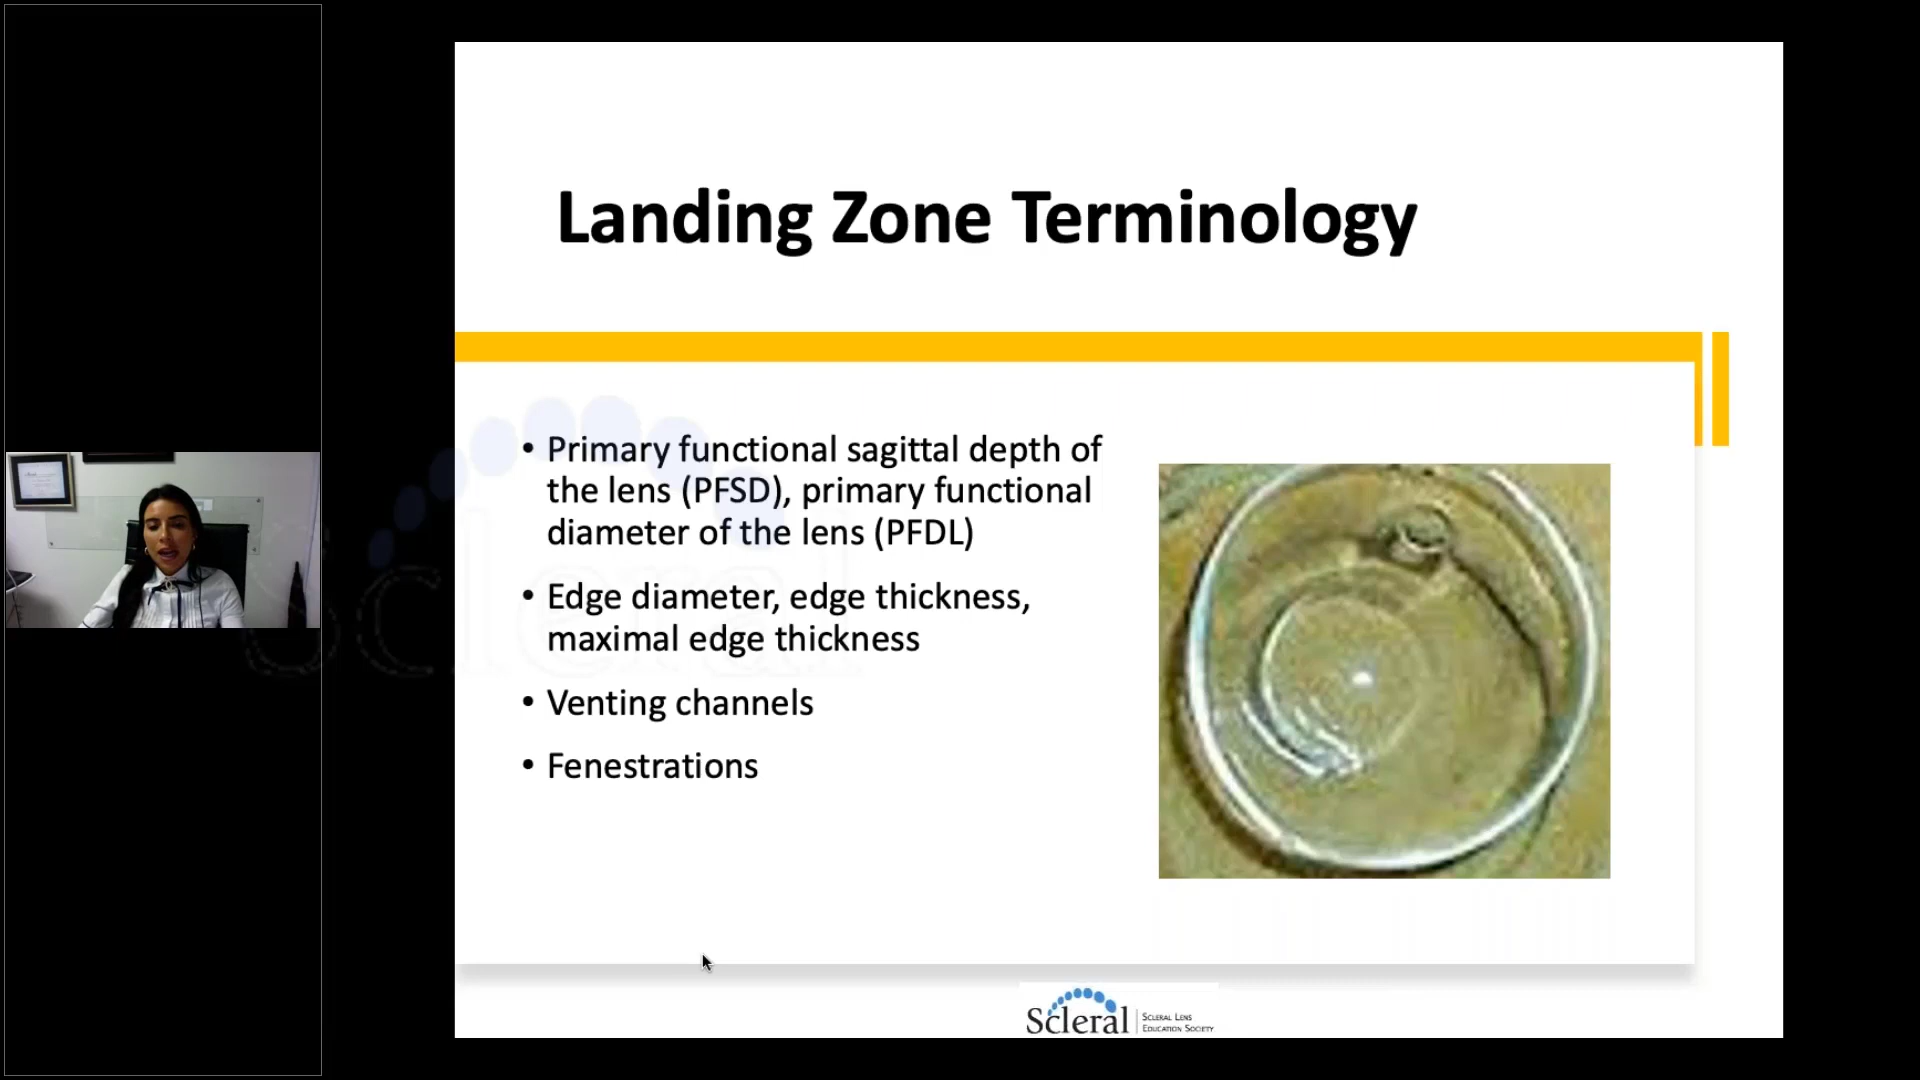 Landing Zone Terminology
• Primary functional sagittal depth of
the lens (PFSD), primary functional
diameter of the lens (PFDL)
• Edge diameter, edge thickness,
maximal edge thickness
• Venting channels
• Fenestrations
Scleral
Scleral
SCLERAL LENS
EDUCATION SOCIETY